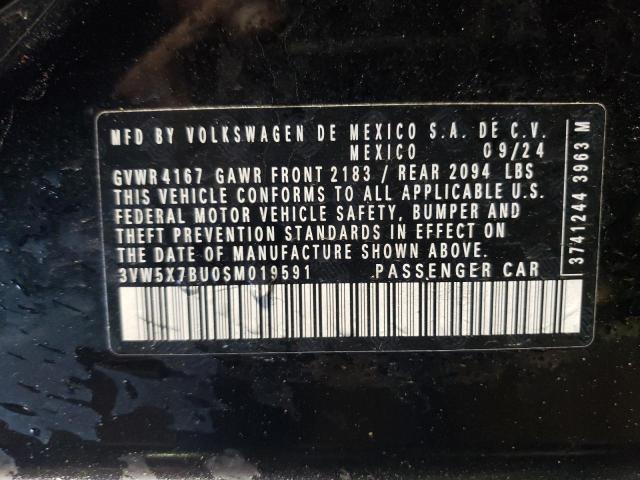 MFD BY VOLKSWAGEN DE MEXICO S.A. DE C.V.
MEXICO 09/24
GVWR 4167 GAWR FRONT 2183 / REAR 2094 LBS
THIS VEHICLE CONFORMS TO ALL APPLICABLE U.S.
FEDERAL MOTOR VEHICLE SAFETY, BUMPER AND
THEFT PREVENTION STANDARDS IN EFFECT ON
THE DATE OF MANUFACTURE SHOWN ABOVE.
3VW5X7BU0SM019591 PASSENGER CAR
3741244 3963 M